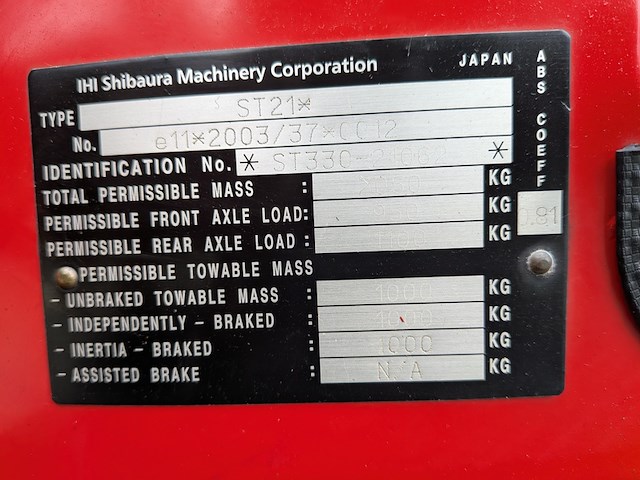 IHI Shibaura Machinery Corporation JAPAN
TYPE ST21*
No. e11*2003/37*CC12
IDENTIFICATION No. * *
TOTAL PERMISSIBLE MASS : KG
PERMISSIBLE FRONT AXLE LOAD: KG
PERMISSIBLE REAR AXLE LOAD : KG
PERMISSIBLE TOWABLE MASS
- UNBRAKED TOWABLE MASS : 1000 KG
- INDEPENDENTLY - BRAKED : KG
- INERTIA - BRAKED : 1000 KG
- ASSISTED BRAKE : N/A KG
ABS COEFF
0.81